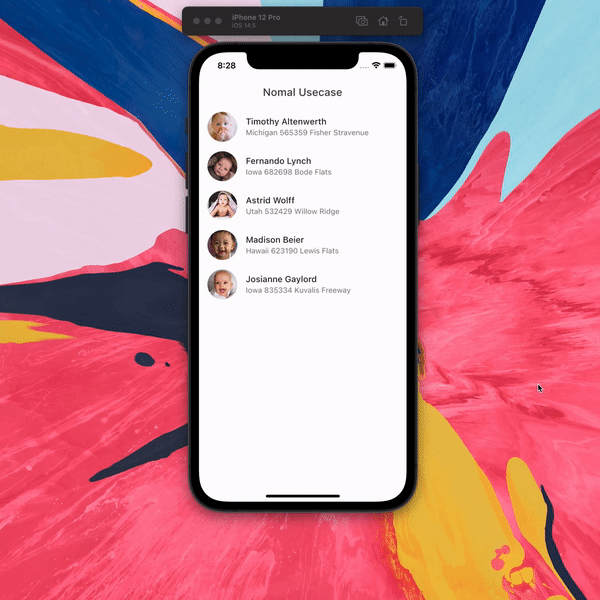 iPhone 12 Pro
iOS 14.5
8:28
Nomal Usecase
Timothy Altenwerth
Michigan 565359 Fisher Stravenue
Fernando Lynch
Iowa 682698 Bode Flats
Astrid Wolff
Utah 532429 Willow Ridge
Madison Beier
Hawaii 623190 Lewis Flats
Josianne Gaylord
Iowa 835334 Kuvalis Freeway